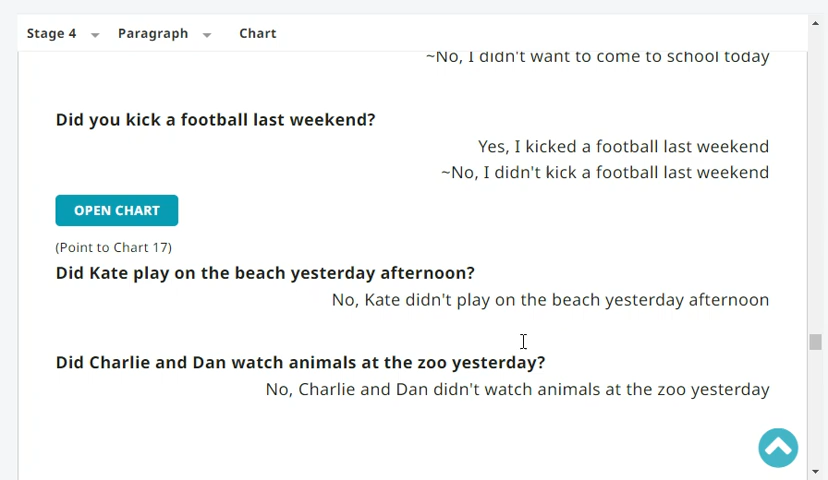 Stage 4 Paragraph Chart
~No, I didn't want to come to school today
Did you kick a football last weekend?
Yes, I kicked a football last weekend
~No, I didn't kick a football last weekend
OPEN CHART
(Point to Chart 17)
Did Kate play on the beach yesterday afternoon?
No, Kate didn't play on the beach yesterday afternoon
Did Charlie and Dan watch animals at the zoo yesterday?
No, Charlie and Dan didn't watch animals at the zoo yesterday